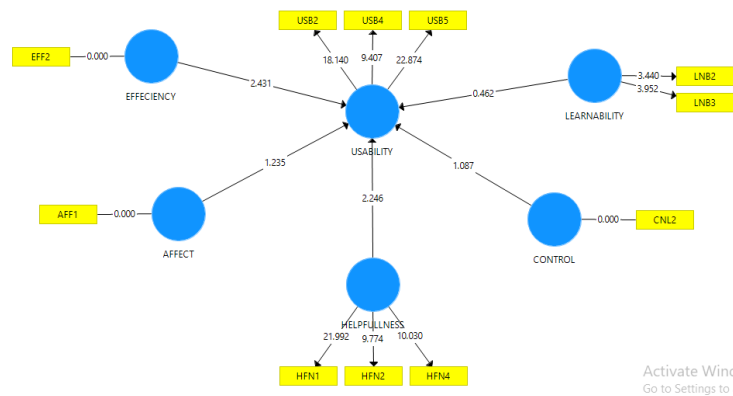 USB2 USB4 USB5
EFF2 0.000
18.140 9.407 22.874
EFFECIENCY
2.431
0.462
3.440 LNB2
3.952 LNB3
LEARNABILITY
USABILITY
1.235
1.087
2.246
AFF1 0.000
0.000 CNL2
AFFECT
CONTROL
HELPFULLNESS
21.992 9.774 10.030
HFN1 HFN2 HFN4
Activate Wind
Go to Settings to